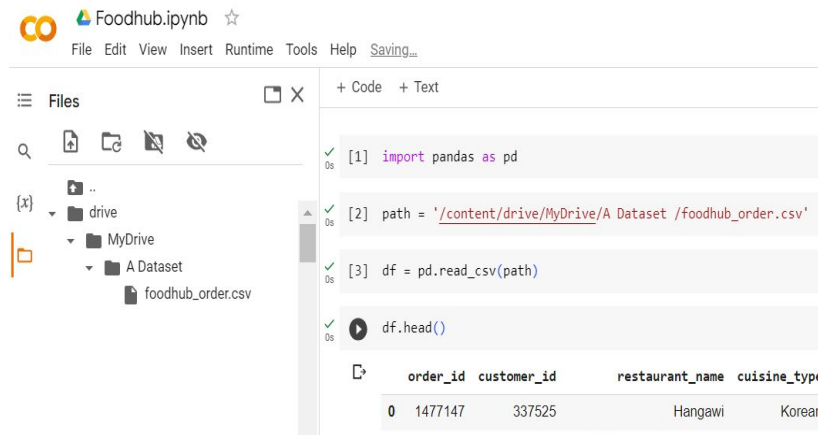 Foodhub.ipynb
File Edit View Insert Runtime Tools Help Saving...
Files
+ Code + Text
{x}
..
drive
MyDrive
A Dataset
foodhub_order.csv
0s [1] import pandas as pd
0s [2] path = '/content/drive/MyDrive/A Dataset /foodhub_order.csv'
0s [3] df = pd.read_csv(path)
0s df.head()
order_id customer_id restaurant_name cuisine_type
0 1477147 337525 Hangawi Korean